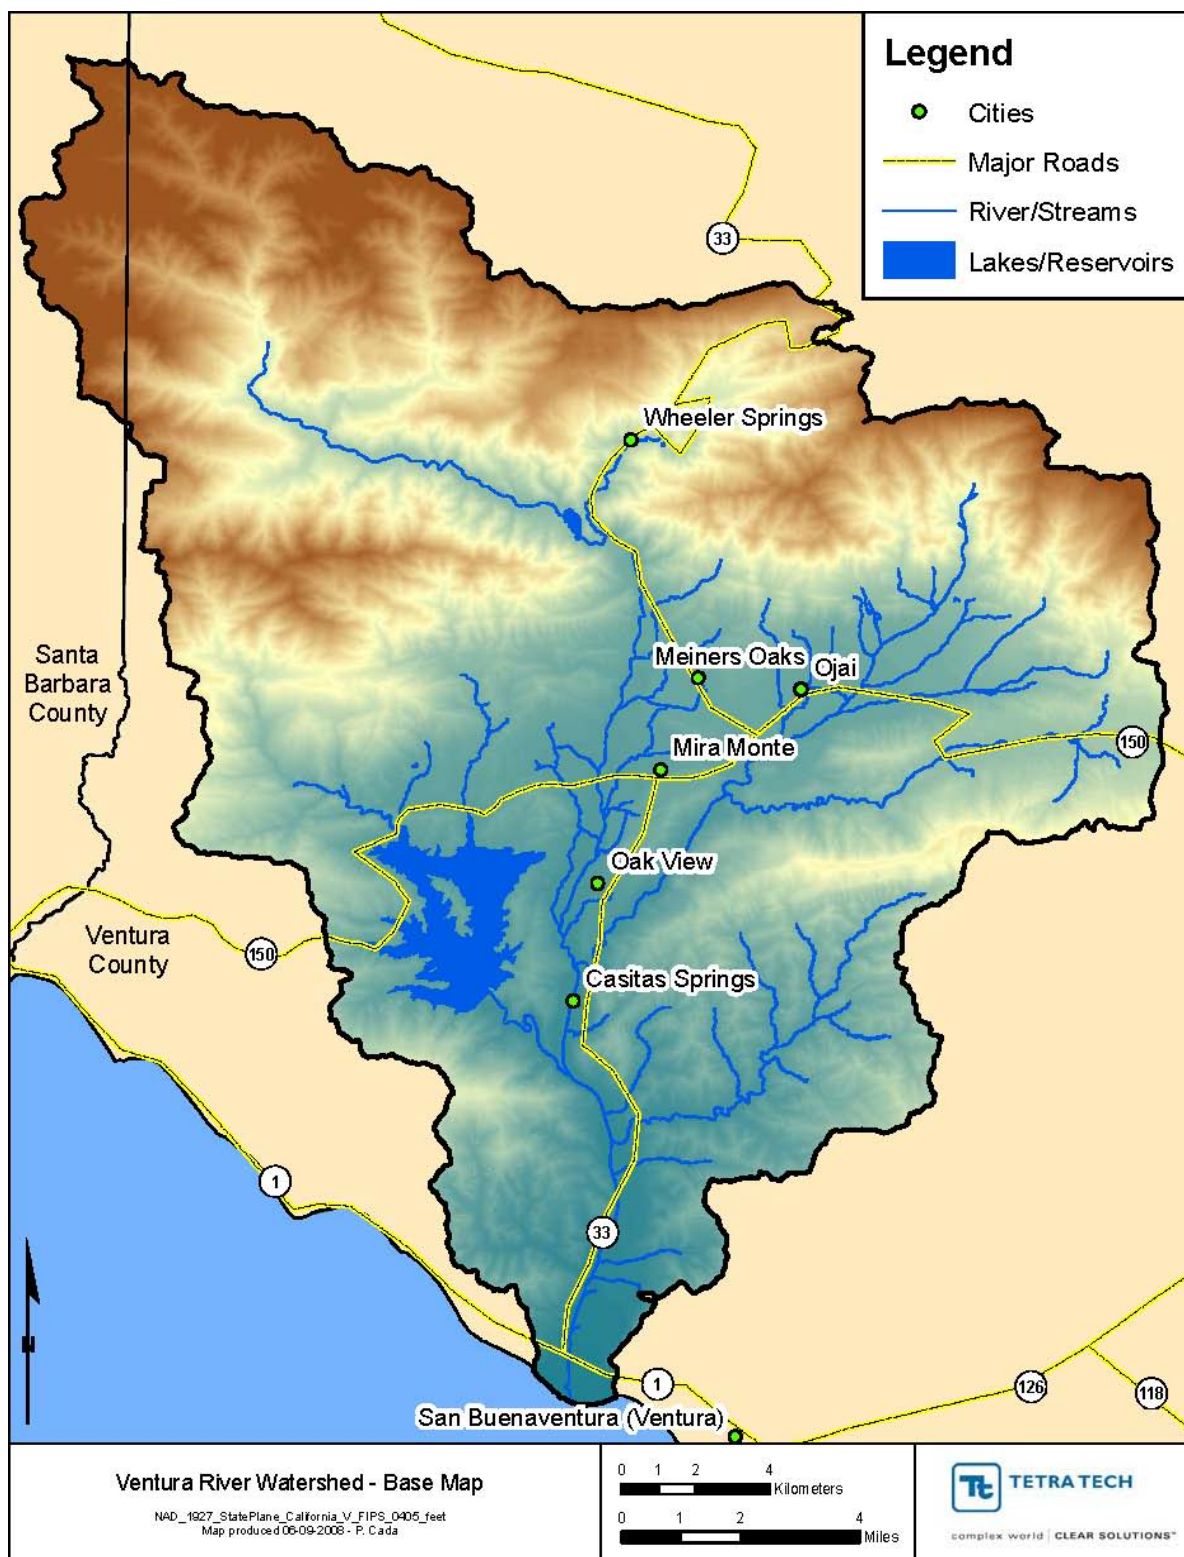 Legend
Cities
Major Roads
River/Streams
Lakes/Reservoirs
33
Wheeler Springs
Santa
Barbara
County
Meiners Oaks
Ojai
Mira Monte
150
Oak View
Ventura
County
150
Casitas Springs
1
33
N
1
126
118
San Buenaventura (Ventura)
Ventura River Watershed - Base Map
NAD_1927_StatePlane_California_V_FIPS_0405_feet
Map produced 06-09-2008 - P. Cada
0 1 2 4
Kilometers
0 1 2 4
Miles
Tt TETRA TECH
complex world | CLEAR SOLUTIONS™